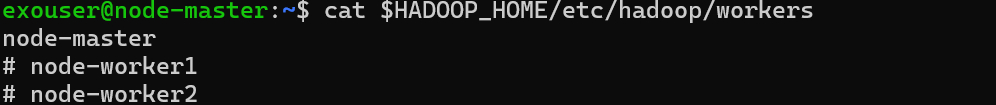 exouser@node-master:~$ cat $HADOOP_HOME/etc/hadoop/workers
node-master
# node-worker1
# node-worker2